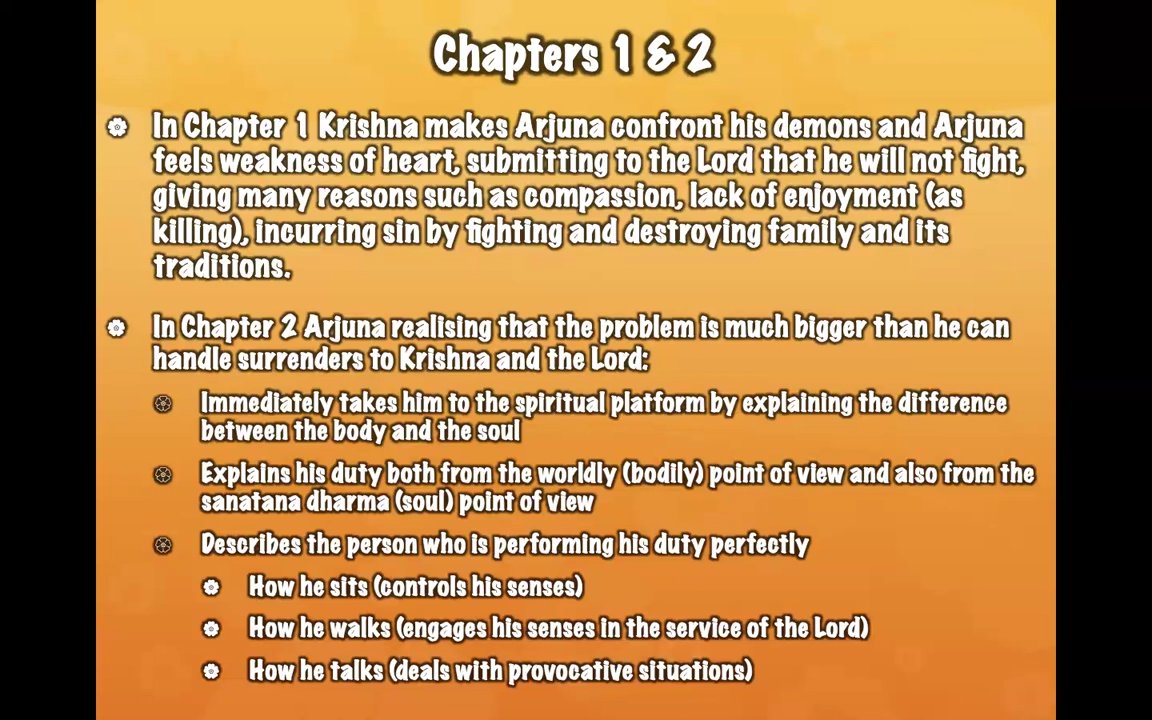 Chapters 1 & 2
In Chapter 1 Krishna makes Arjuna confront his demons and Arjuna
feels weakness of heart, submitting to the Lord that he will not fight,
giving many reasons such as compassion, lack of enjoyment (as
killing), incurring sin by fighting and destroying family and its
traditions.
In Chapter 2 Arjuna realising that the problem is much bigger than he can
handle surrenders to Krishna and the Lord:
Immediately takes him to the spiritual platform by explaining the difference
between the body and the soul
Explains his duty both from the worldly (bodily) point of view and also from the
sanatana dharma (soul) point of view
Describes the person who is performing his duty perfectly
How he sits (controls his senses)
How he walks (engages his senses in the service of the Lord)
How he talks (deals with provocative situations)